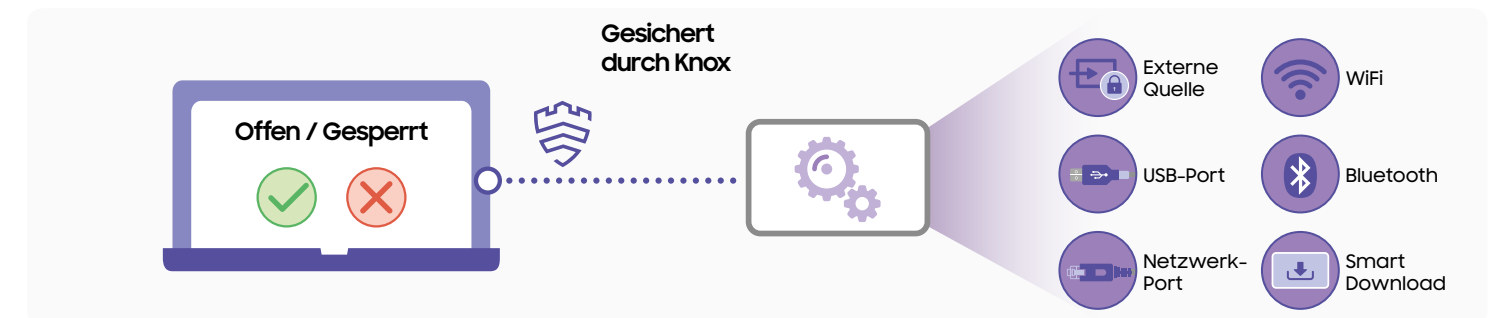 Gesichert
durch Knox
Offen / Gesperrt
Externe
Quelle
WiFi
USB-Port
Bluetooth
Netzwerk-
Port
Smart
Download